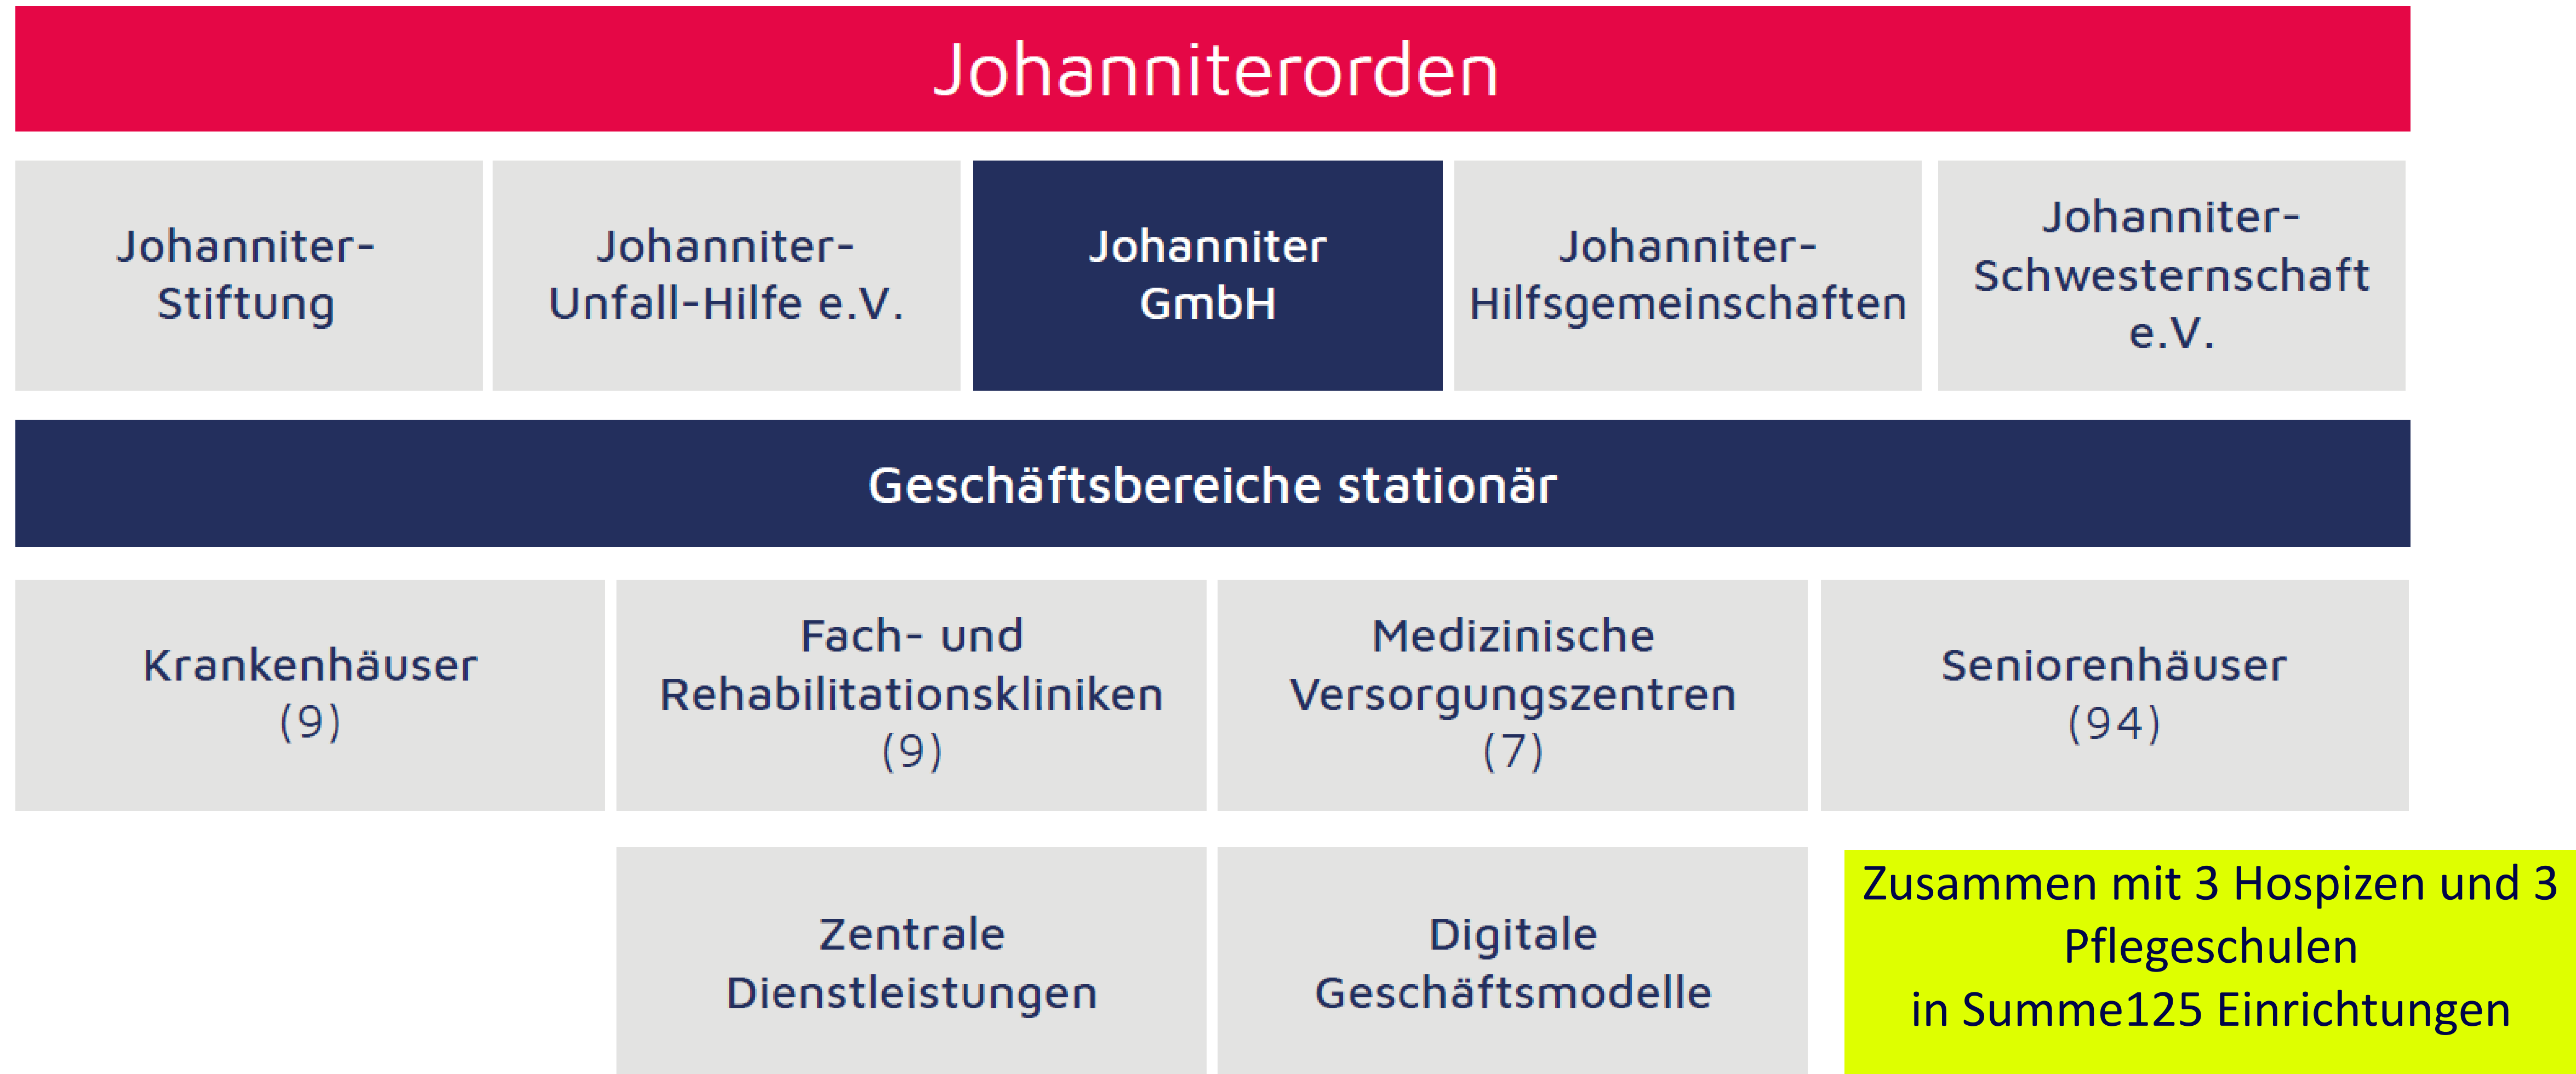 Johanniterorden
Johanniter-
Stiftung
Johanniter-
Unfall-Hilfe e.V.
Johanniter
GmbH
Johanniter-
Hilfsgemeinschaften
Johanniter-
Schwesternschaft
e.V.
Geschäftsbereiche stationär
Krankenhäuser
(9)
Fach- und
Rehabilitationskliniken
(9)
Medizinische
Versorgungszentren
(7)
Seniorenhäuser
(94)
Zentrale
Dienstleistungen
Digitale
Geschäftsmodelle
Zusammen mit 3 Hospizen und 3
Pflegeschulen
in Summe125 Einrichtungen